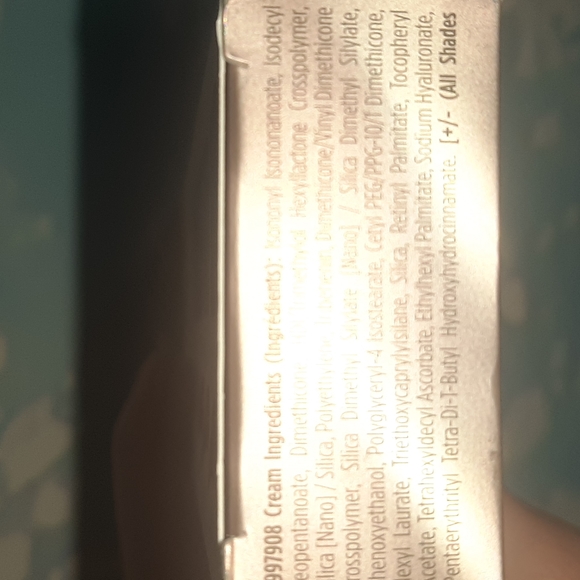 997908 Cream Ingredients (Ingredients): Isononyl Isononanoate, Isodecyl
eopentanoate, Dimethicone, Hexyllactone Crosspolymer,
lica [Nano] / Silica, Dimethicone/Vinyl Dimethicone
rosspolymer, Silica Dimethyl Silylate [Nano] / Silica Dimethyl Silylate,
henoxyethanol, Polyglyceryl-4 Isostearate, Cetyl PEG/PPG-10/1 Dimethicone,
exyl Laurate, Triethoxycaprylylsilane, Silica, Retinyl Palmitate, Tocopheryl
cetate, Tetrahexyldecyl Ascorbate, Ethylhexyl Palmitate, Sodium Hyaluronate,
entaerythrityl Tetra-Di-T-Butyl Hydroxyhydrocinnamate. [+/- (All Shades